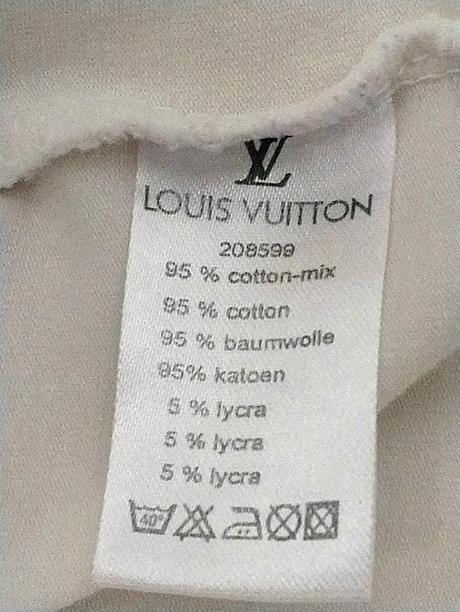 LV
LOUIS VUITTON
208599
95 % cotton-mix
95 % cotton
95 % baumwolle
95% katoen
5 % lycra
5 % lycra
5 % lycra
40°